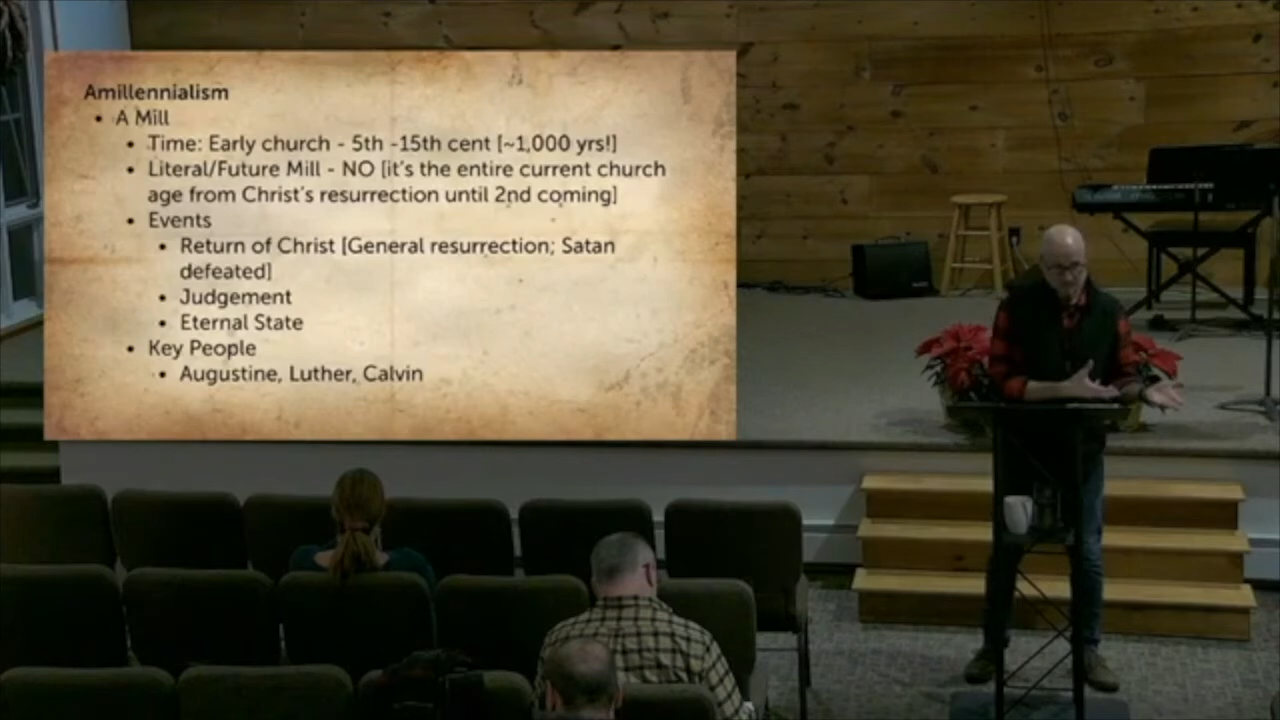 Amillennialism
• A Mill
• Time: Early church - 5th -15th cent [~1,000 yrs!]
• Literal/Future Mill - NO [it's the entire current church
age from Christ's resurrection until 2nd coming]
• Events
• Return of Christ [General resurrection; Satan
defeated]
• Judgement
• Eternal State
• Key People
• Augustine, Luther, Calvin